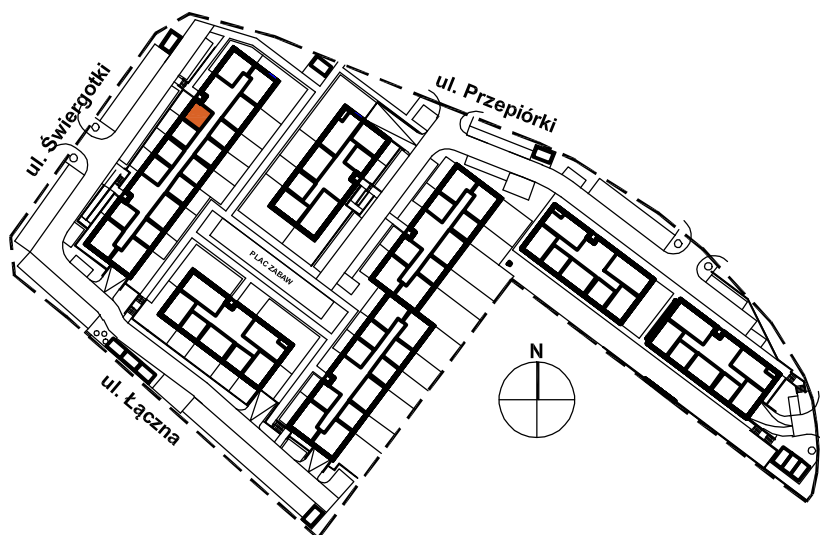 ul. Świergotki
ul. Przepiórki
PLAC ZABAW
N
ul. Łączna